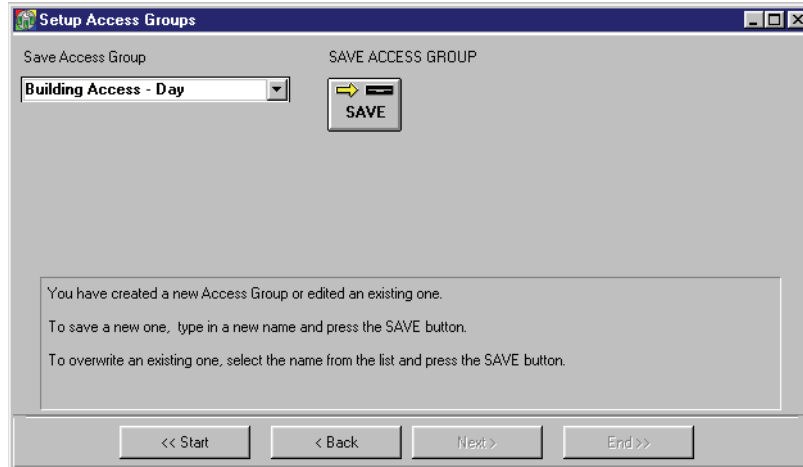 Setup Access Groups
Save Access Group
SAVE ACCESS GROUP
Building Access - Day
SAVE
You have created a new Access Group or edited an existing one.
To save a new one, type in a new name and press the SAVE button.
To overwrite an existing one, select the name from the list and press the SAVE button.
<< Start
< Back
Next >
End >>